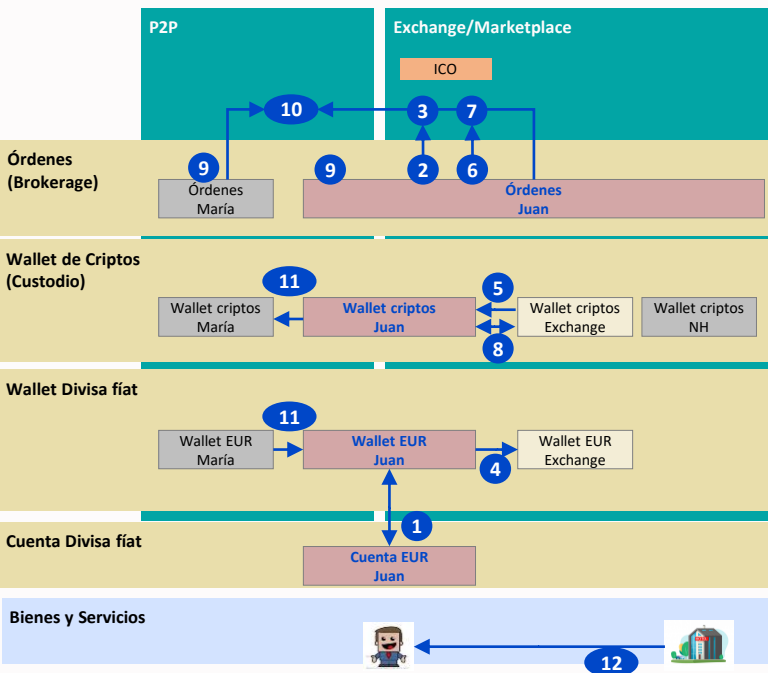 P2P
Exchange/Marketplace
ICO
10
3
7
Órdenes
(Brokerage)
9
9
2
6
Órdenes
María
Órdenes
Juan
Wallet de Criptos
(Custodio)
11
5
Wallet criptos
María
Wallet criptos
Juan
Wallet criptos
Exchange
Wallet criptos
NH
8
Wallet Divisa fíat
11
Wallet EUR
María
Wallet EUR
Juan
Wallet EUR
Exchange
4
1
Cuenta Divisa fíat
Cuenta EUR
Juan
Bienes y Servicios
12